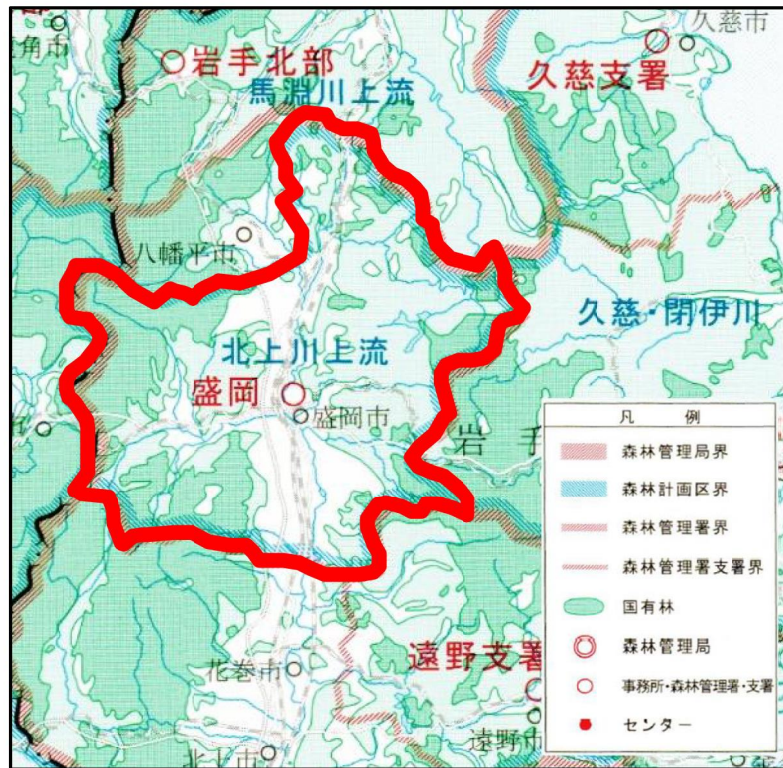 久慈市
角市
岩手北部
久慈支署
馬淵川上流
八幡平市
久慈・閉伊川
北上川上流
盛岡
盛岡市
岩手
凡例
森林管理局界
森林計画区界
森林管理署界
森林管理署支署界
国有林
森林管理局
事務所・森林管理署・支署
センター
遠野支署
花巻市
遠野市
北上市